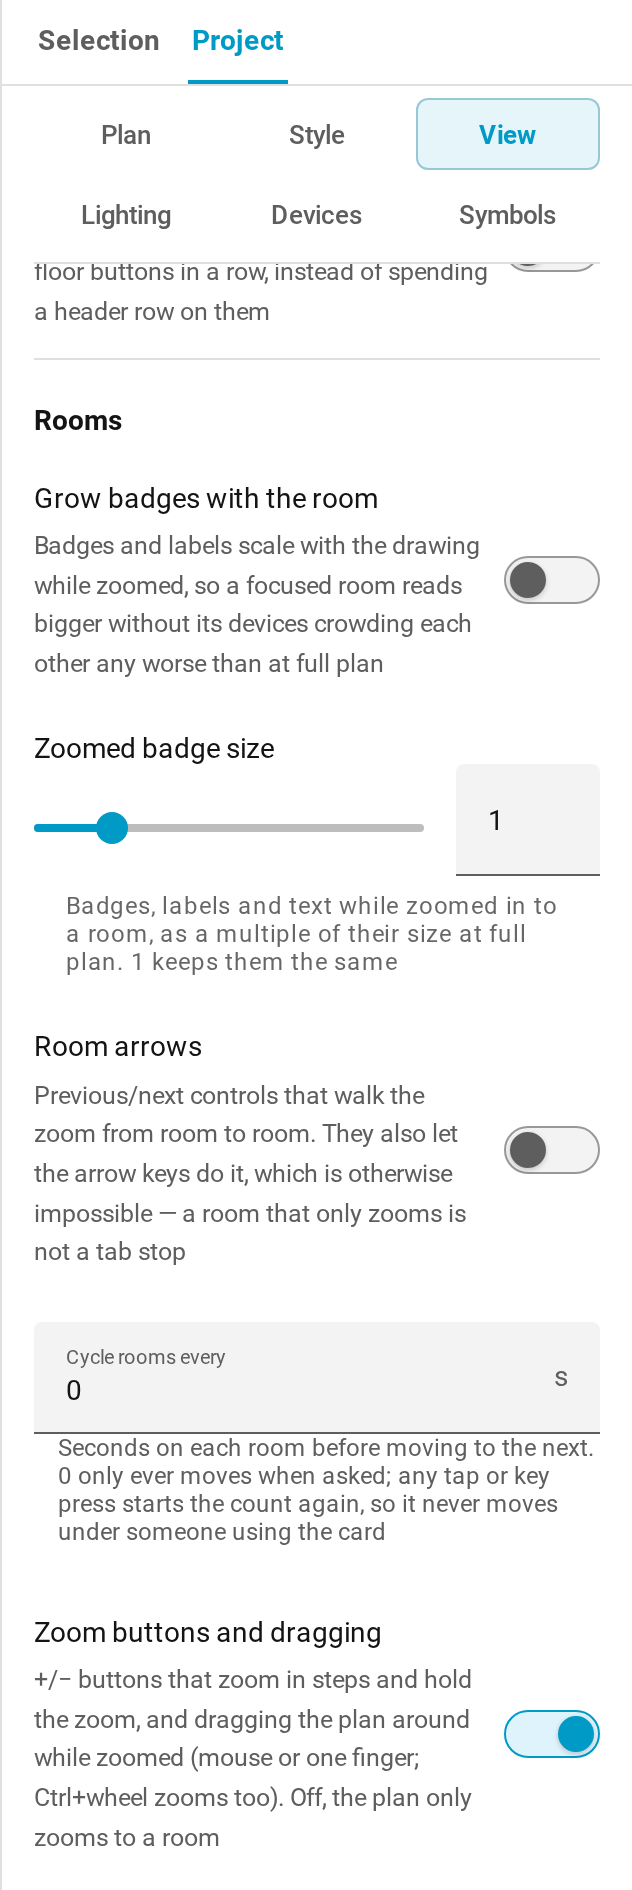 Selection Project
Plan Style View
Lighting Devices Symbols
floor buttons in a row, instead of spending
a header row on them
Rooms
Grow badges with the room
Badges and labels scale with the drawing
while zoomed, so a focused room reads
bigger without its devices crowding each
other any worse than at full plan
Zoomed badge size
1
Badges, labels and text while zoomed in to
a room, as a multiple of their size at full
plan. 1 keeps them the same
Room arrows
Previous/next controls that walk the
zoom from room to room. They also let
the arrow keys do it, which is otherwise
impossible — a room that only zooms is
not a tab stop
Cycle rooms every
0
s
Seconds on each room before moving to the next.
0 only ever moves when asked; any tap or key
press starts the count again, so it never moves
under someone using the card
Zoom buttons and dragging
+/− buttons that zoom in steps and hold
the zoom, and dragging the plan around
while zoomed (mouse or one finger;
Ctrl+wheel zooms too). Off, the plan only
zooms to a room